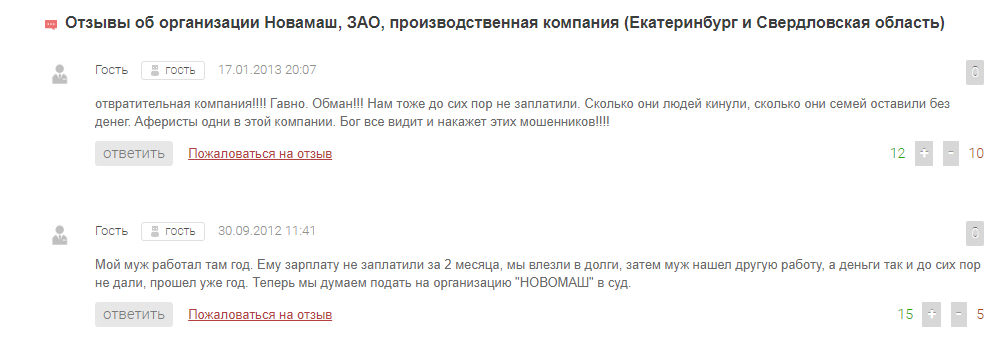 Отзывы об организации Новамаш, ЗАО, производственная компания (Екатеринбург и Свердловская область)
Гость гость 17.01.2013 20:07 0
отвратительная компания!!!! Гавно. Обман!!! Нам тоже до сих пор не заплатили. Сколько они людей кинули, сколько они семей оставили без
денег. Аферисты одни в этой компании. Бог все видит и накажет этих мошенников!!!!
ответить Пожаловаться на отзыв 12 + - 10
Гость гость 30.09.2012 11:41 0
Мой муж работал там год. Ему зарплату не заплатили за 2 месяца, мы влезли в долги, затем муж нашел другую работу, а деньги так и до сих пор
не дали, прошел уже год. Теперь мы думаем подать на организацию "НОВОМАШ" в суд.
ответить Пожаловаться на отзыв 15 + - 5